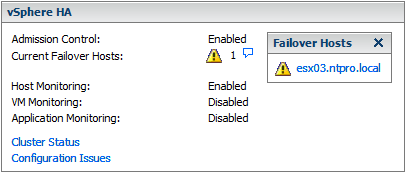 vSphere HA
Admission Control: Enabled
Current Failover Hosts: 1
Failover Hosts
esx03.ntpro.local
Host Monitoring: Enabled
VM Monitoring: Disabled
Application Monitoring: Disabled
Cluster Status
Configuration Issues